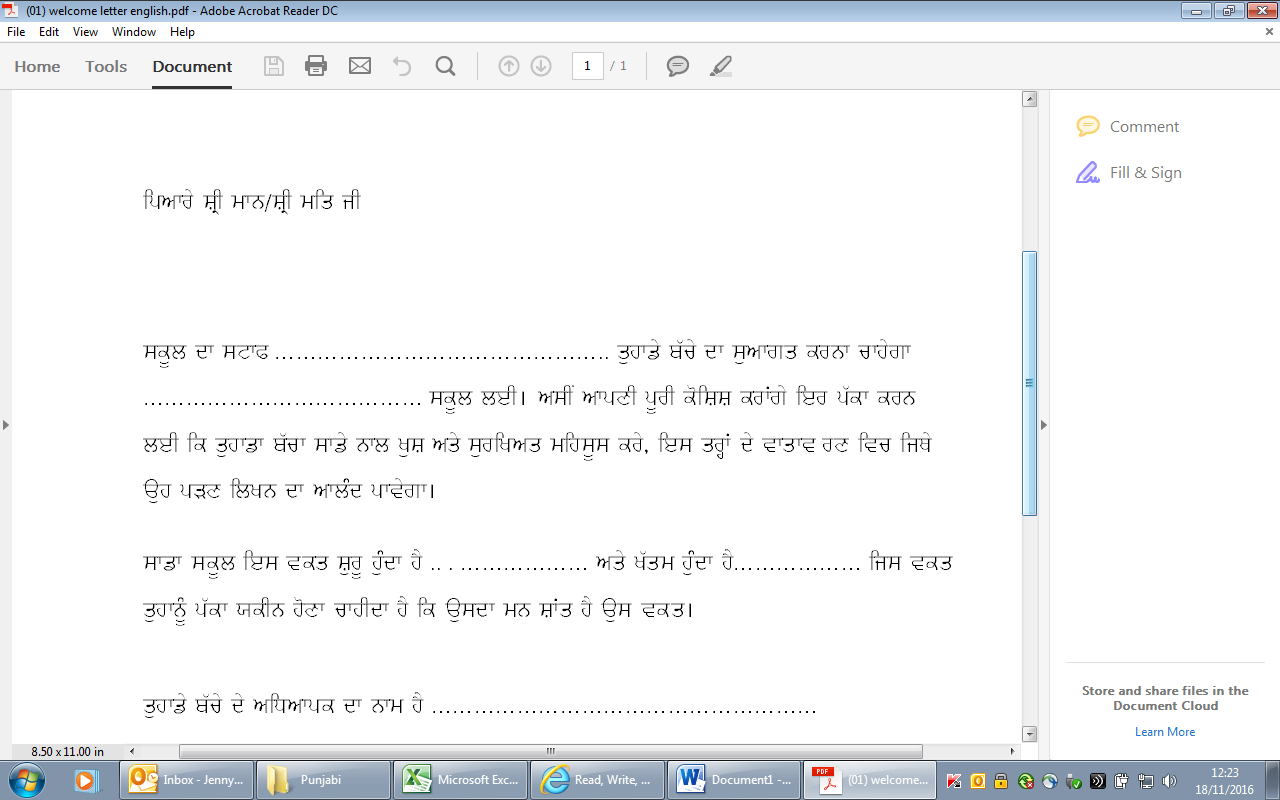 (01) welcome letter english.pdf - Adobe Acrobat Reader DC
File Edit View Window Help
Home Tools Document 1 / 1
Comment
Fill & Sign
ਪਿਆਰੇ ਸ਼੍ਰੀ ਮਾਨ/ਸ਼੍ਰੀ ਮਤਿ ਜੀ
ਸਕੂਲ ਦਾ ਸਟਾਫ .............................................. ਤੁਹਾਡੇ ਬੱਚੇ ਦਾ ਸੁਆਗਤ ਕਰਨਾ ਚਾਹੇਗਾ
....................................... ਸਕੂਲ ਲਈ। ਅਸੀਂ ਆਪਣੀ ਪੂਰੀ ਕੋਸ਼ਿਸ਼ ਕਰਾਂਗੇ ਇਰ ਪੱਕਾ ਕਰਨ
ਲਈ ਕਿ ਤੁਹਾਡਾ ਬੱਚਾ ਸਾਡੇ ਨਾਲ ਖੁਸ਼ ਅਤੇ ਸੁਰਖਿਅਤ ਮਹਿਸੂਸ ਕਰੇ, ਇਸ ਤਰ੍ਹਾਂ ਦੇ ਵਾਤਾਵ ਰਣ ਵਿਚ ਜਿਥੇ
ਉਹ ਪੜਣ ਲਿਖਨ ਦਾ ਆਲੰਦ ਪਾਵੇਗਾ।
ਸਾਡਾ ਸਕੂਲ ਇਸ ਵਕਤ ਸ਼ੁਰੂ ਹੁੰਦਾ ਹੈ .. . .................. ਅਤੇ ਖੱਤਮ ਹੁੰਦਾ ਹੈ.................. ਜਿਸ ਵਕਤ
ਤੁਹਾਨੂੰ ਪੱਕਾ ਯਕੀਨ ਹੋਣਾ ਚਾਹੀਦਾ ਹੈ ਕਿ ਉਸਦਾ ਮਨ ਸ਼ਾਂਤ ਹੈ ਉਸ ਵਕਤ।
ਤੁਹਾਡੇ ਬੱਚੇ ਦੇ ਅਧਿਆਪਕ ਦਾ ਨਾਮ ਹੈ ......................................................
Store and share files in the
Document Cloud
Learn More
8.50 x 11.00 in
Inbox - Jenny... Punjabi Microsoft Exc... Read, Write, ... Document1 -... (01) welcome... 12:23
18/11/2016